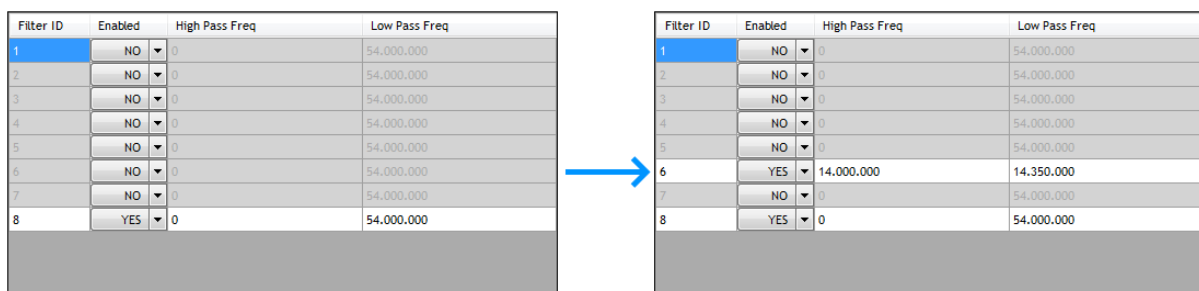 Filter ID Enabled High Pass Freq Low Pass Freq
1 NO 0 54.000.000
2 NO 0 54.000.000
3 NO 0 54.000.000
4 NO 0 54.000.000
5 NO 0 54.000.000
6 NO 0 54.000.000
7 NO 0 54.000.000
8 YES 0 54.000.000
Filter ID Enabled High Pass Freq Low Pass Freq
1 NO 0 54.000.000
2 NO 0 54.000.000
3 NO 0 54.000.000
4 NO 0 54.000.000
5 NO 0 54.000.000
6 YES 14.000.000 14.350.000
7 NO 0 54.000.000
8 YES 0 54.000.000